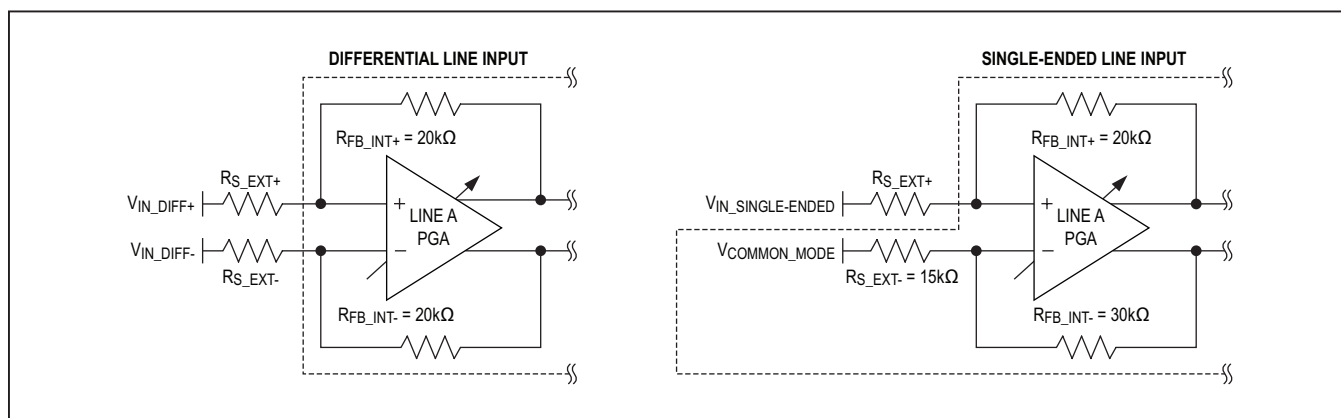 DIFFERENTIAL LINE INPUT
RFB_INT+ = 20kΩ
RS_EXT+
VIN_DIFF+
+
LINE A
PGA
VIN_DIFF-
−
RS_EXT-
RFB_INT- = 20kΩ
SINGLE-ENDED LINE INPUT
RFB_INT+ = 20kΩ
RS_EXT+
VIN_SINGLE-ENDED
+
LINE A
PGA
VCOMMON_MODE
−
RS_EXT- = 15kΩ
RFB_INT- = 30kΩ